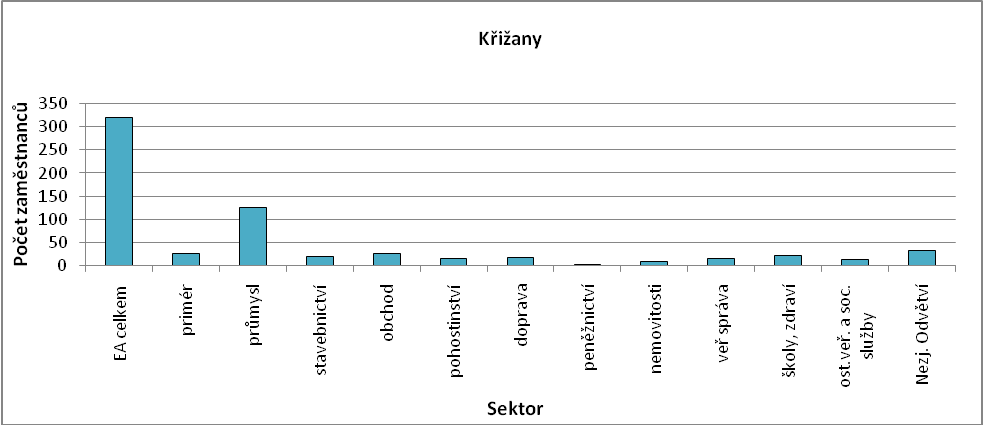 Křižany
Počet zaměstnanců
350
300
250
200
150
100
50
0
EA celkem
primér
průmysl
stavebnictví
obchod
pohostinství
doprava
peněžnictví
nemovitosti
veř správa
školy, zdraví
ost.veř. a soc.
služby
Nezj. Odvětví
Sektor